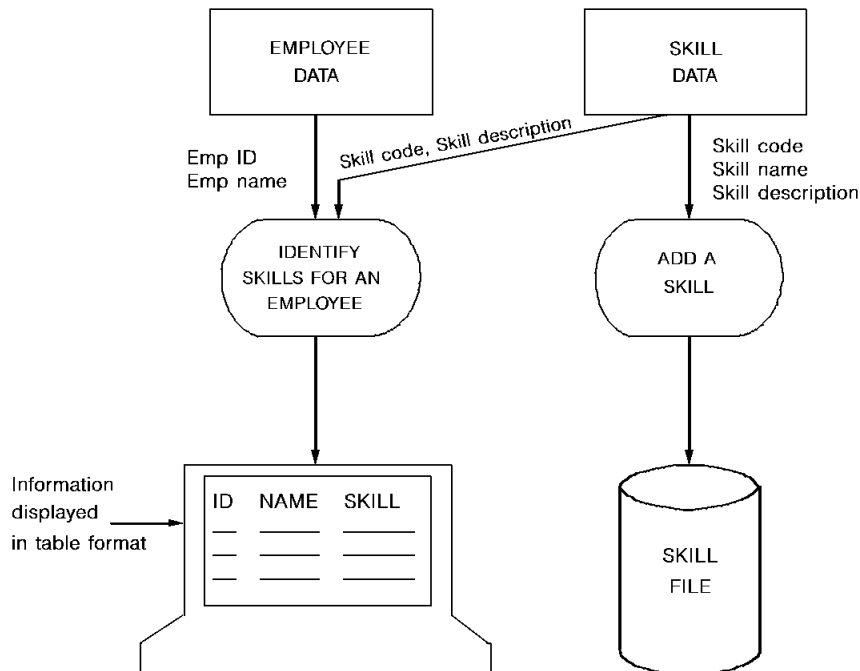 EMPLOYEE
DATA
SKILL
DATA
Emp ID
Emp name
Skill code, Skill description
Skill code
Skill name
Skill description
IDENTIFY
SKILLS FOR AN
EMPLOYEE
ADD A
SKILL
Information
displayed
in table format
ID NAME SKILL
SKILL
FILE